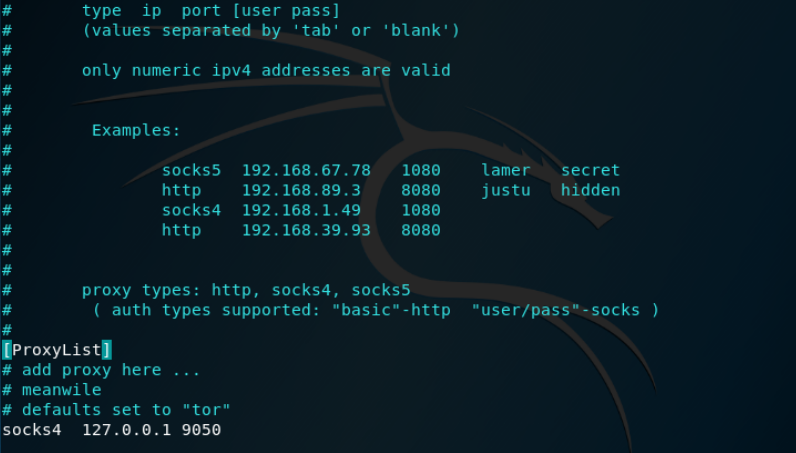 #       type  ip  port [user pass]
#       (values separated by 'tab' or 'blank')
#
#       only numeric ipv4 addresses are valid
#
#
#        Examples:
#
#               socks5  192.168.67.78   1080    lamer   secret
#               http    192.168.89.3    8080    justu   hidden
#               socks4  192.168.1.49    1080
#               http    192.168.39.93   8080
#
#
#       proxy types: http, socks4, socks5
#        ( auth types supported: "basic"-http  "user/pass"-socks )
#
[ProxyList]
# add proxy here ...
# meanwile
# defaults set to "tor"
socks4  127.0.0.1 9050